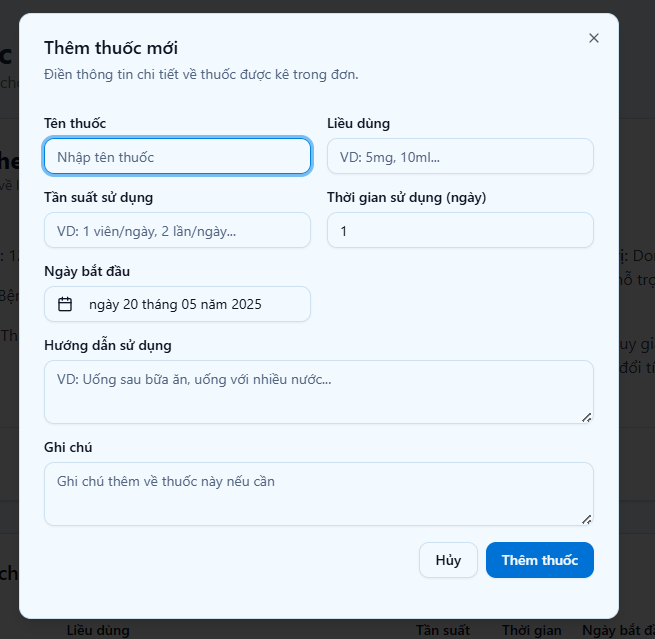 Thêm thuốc mới
Điền thông tin chi tiết về thuốc được kê trong đơn.
Tên thuốc
Liều dùng
Nhập tên thuốc
VD: 5mg, 10ml...
Tần suất sử dụng
Thời gian sử dụng (ngày)
VD: 1 viên/ngày, 2 lần/ngày...
1
Ngày bắt đầu
ngày 20 tháng 05 năm 2025
Hướng dẫn sử dụng
VD: Uống sau bữa ăn, uống với nhiều nước...
Ghi chú
Ghi chú thêm về thuốc này nếu cần
Hủy
Thêm thuốc
Liều dùng
Tần suất
Thời gian
Ngày bắt